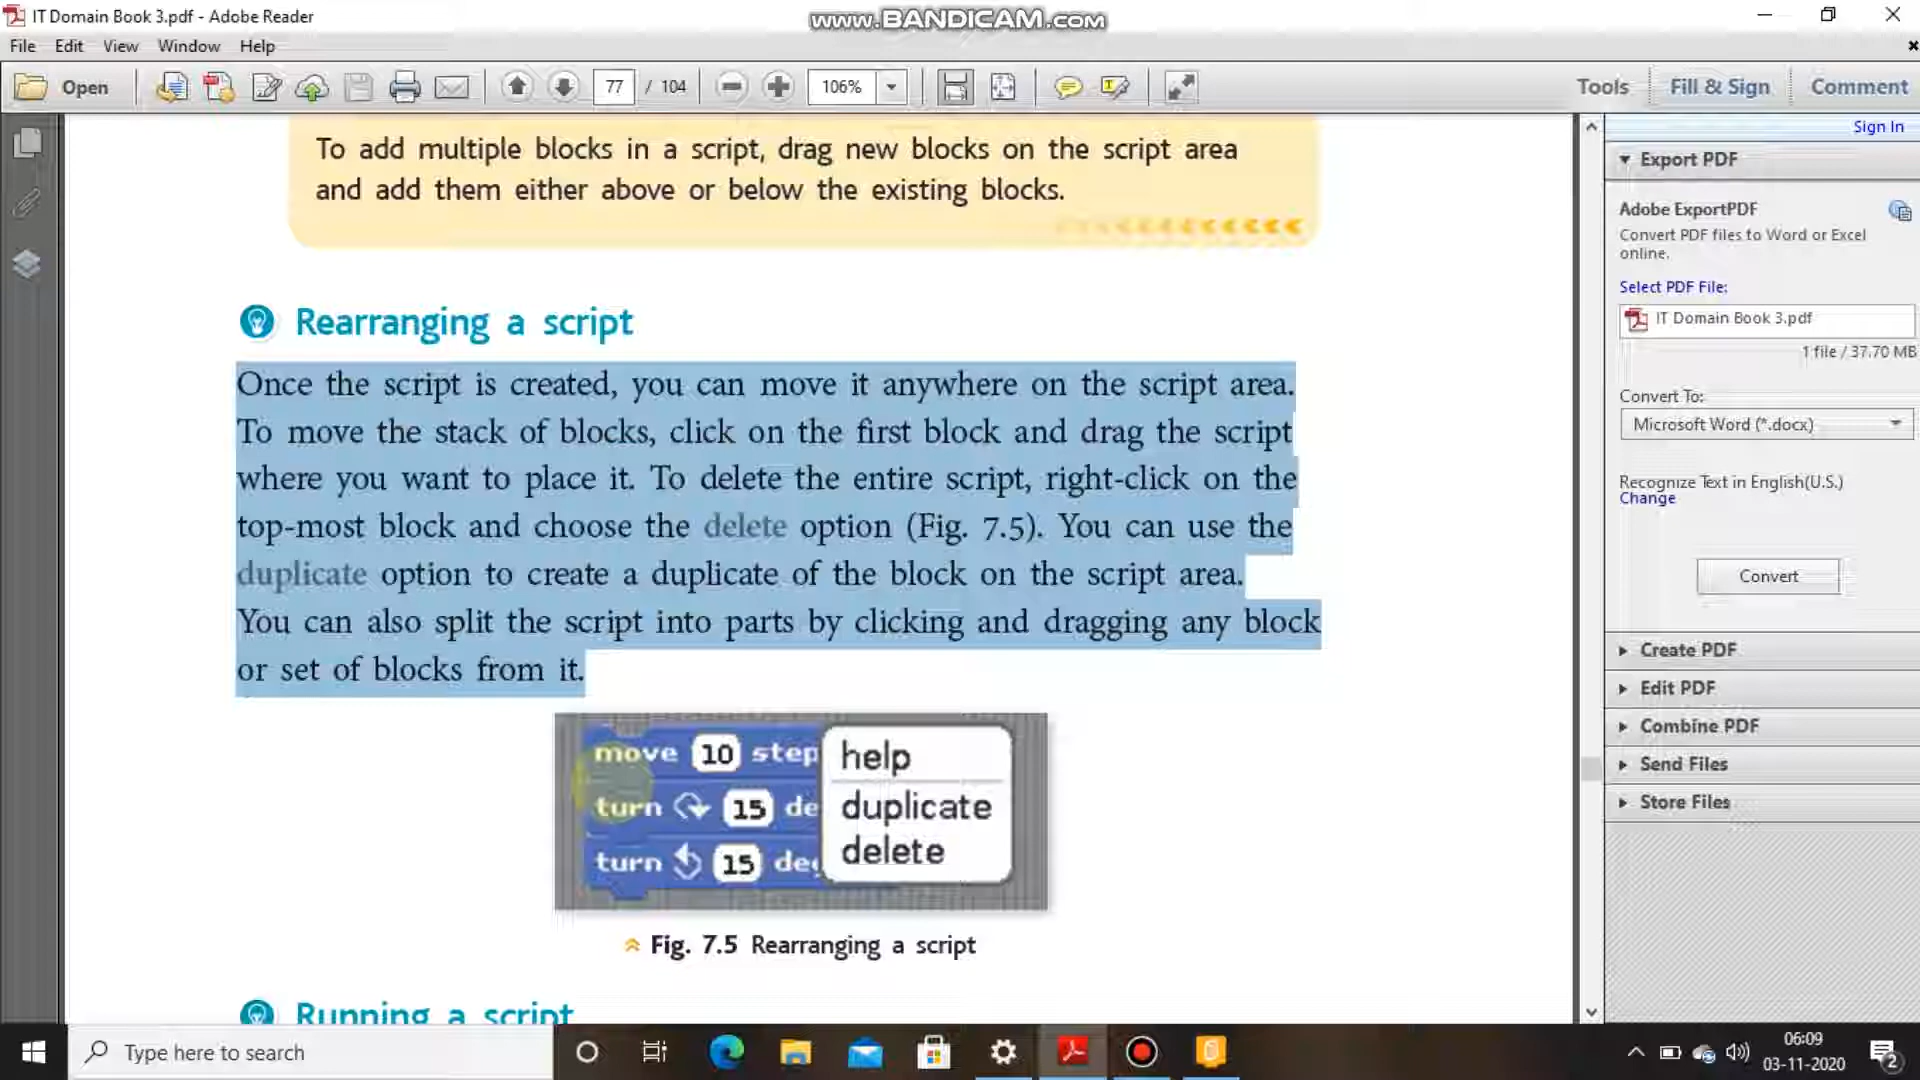 IT Domain Book 3.pdf - Adobe Reader
www.BANDICAM.com
File Edit View Window Help
Open 77 / 104 106% Tools Fill & Sign Comment
Sign In
To add multiple blocks in a script, drag new blocks on the script area
and add them either above or below the existing blocks.
Rearranging a script
Once the script is created, you can move it anywhere on the script area.
To move the stack of blocks, click on the first block and drag the script
where you want to place it. To delete the entire script, right-click on the
top-most block and choose the delete option (Fig. 7.5). You can use the
duplicate option to create a duplicate of the block on the script area.
You can also split the script into parts by clicking and dragging any block
or set of blocks from it.
move 10 step
turn 15 de
turn 15 deg
help
duplicate
delete
Fig. 7.5 Rearranging a script
Running a script
Export PDF
Adobe ExportPDF
Convert PDF files to Word or Excel
online.
Select PDF File:
IT Domain Book 3.pdf
1 file / 37.70 MB
Convert To:
Microsoft Word (*.docx)
Recognize Text in English(U.S.)
Change
Convert
Create PDF
Edit PDF
Combine PDF
Send Files
Store Files
Type here to search
06:09
03-11-2020
2